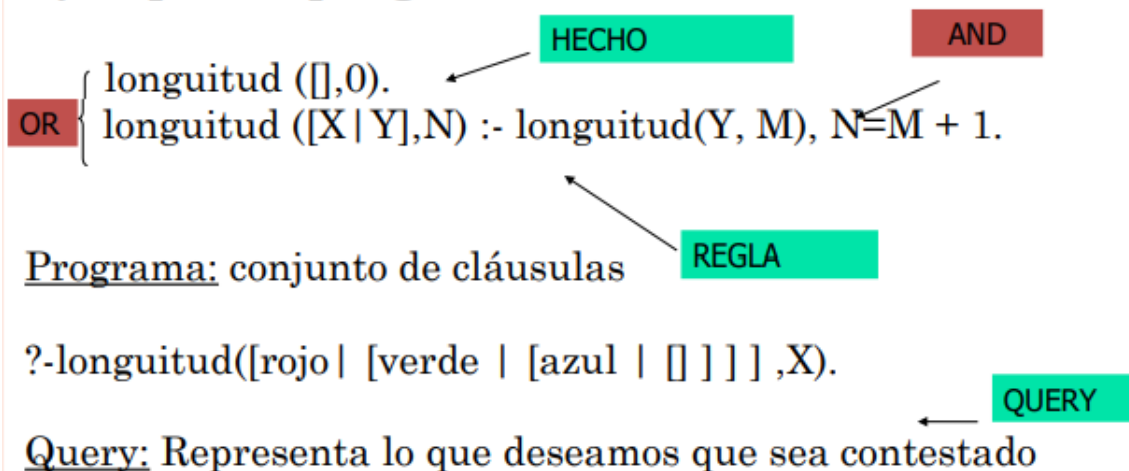 HECHO
AND
longuitud ([],0).
OR
longuitud ([X|Y],N) :- longuitud(Y, M), N=M + 1.
REGLA
Programa: conjunto de cláusulas
?-longuitud([rojo| [verde | [azul | [] ] ] ] ,X).
QUERY
Query: Representa lo que deseamos que sea contestado